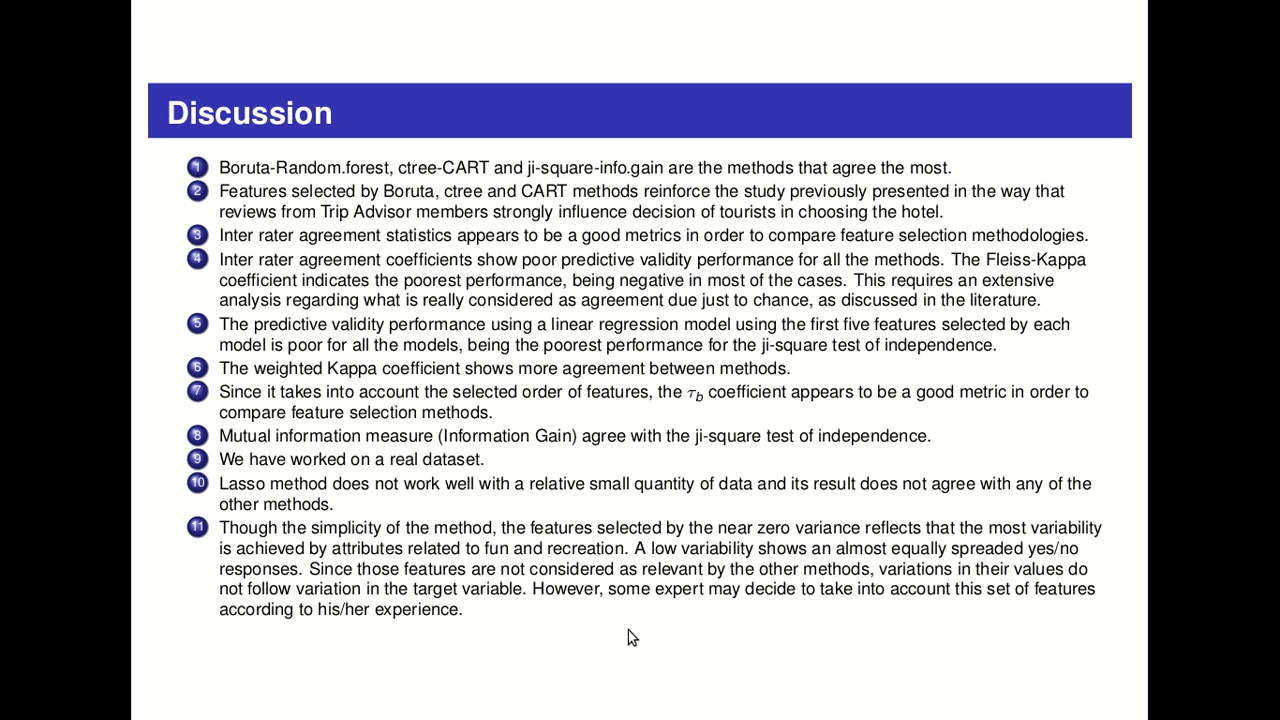 Discussion
1 Boruta-Random.forest, ctree-CART and ji-square-info.gain are the methods that agree the most.
2 Features selected by Boruta, ctree and CART methods reinforce the study previously presented in the way that
reviews from Trip Advisor members strongly influence decision of tourists in choosing the hotel.
3 Inter rater agreement statistics appears to be a good metrics in order to compare feature selection methodologies.
4 Inter rater agreement coefficients show poor predictive validity performance for all the methods. The Fleiss-Kappa
coefficient indicates the poorest performance, being negative in most of the cases. This requires an extensive
analysis regarding what is really considered as agreement due just to chance, as discussed in the literature.
5 The predictive validity performance using a linear regression model using the first five features selected by each
model is poor for all the models, being the poorest performance for the ji-square test of independence.
6 The weighted Kappa coefficient shows more agreement between methods.
7 Since it takes into account the selected order of features, the τb coefficient appears to be a good metric in order to
compare feature selection methods.
8 Mutual information measure (Information Gain) agree with the ji-square test of independence.
9 We have worked on a real dataset.
10 Lasso method does not work well with a relative small quantity of data and its result does not agree with any of the
other methods.
11 Though the simplicity of the method, the features selected by the near zero variance reflects that the most variability
is achieved by attributes related to fun and recreation. A low variability shows an almost equally spreaded yes/no
responses. Since those features are not considered as relevant by the other methods, variations in their values do
not follow variation in the target variable. However, some expert may decide to take into account this set of features
according to his/her experience.